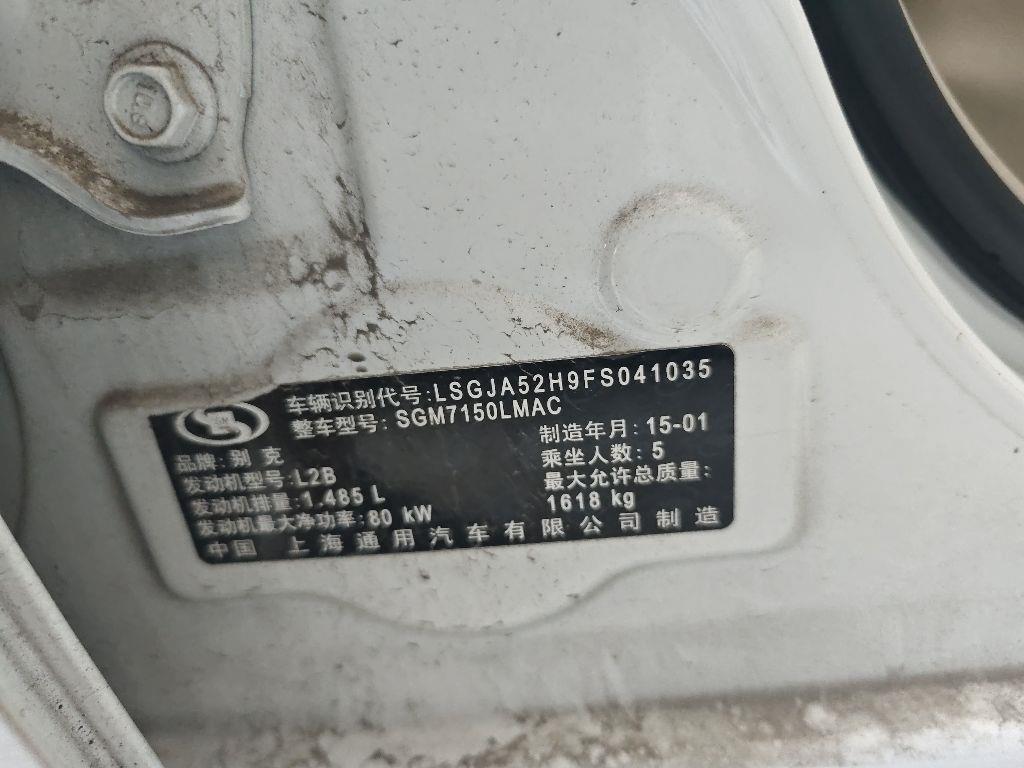 10.9
车辆识别代号:LSGJA52H9FS041035
整车型号: SGM7150LMAC
品牌: 别 克
制造年月: 15-01
发动机型号: L2B
乘坐人数: 5
发动机排量: 1.485 L
最大允许总质量:
1618 kg
发动机最大净功率: 80 kW
中国 上 海 通 用 汽 车 有 限 公 司 制 造